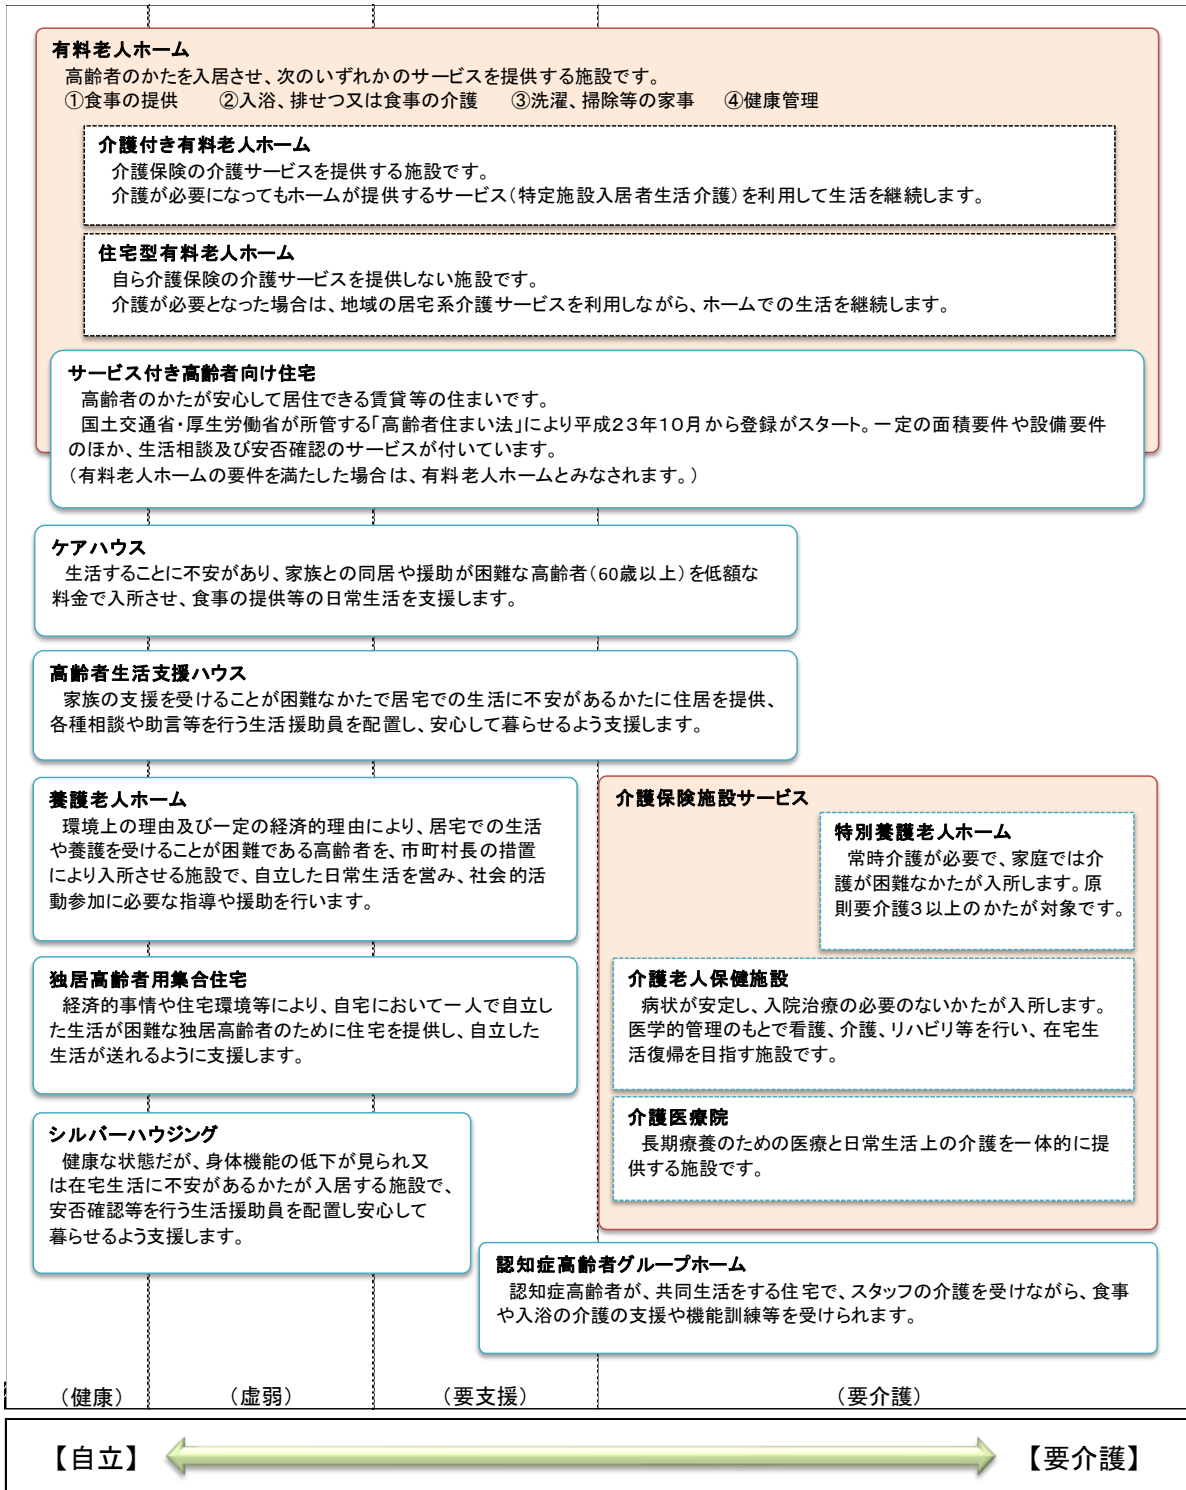 有料老人ホーム
高齢者のかたを入居させ、次のいずれかのサービスを提供する施設です。
①食事の提供　②入浴、排せつ又は食事の介護　③洗濯、掃除等の家事　④健康管理
介護付き有料老人ホーム
介護保険の介護サービスを提供する施設です。
介護が必要になってもホームが提供するサービス（特定施設入居者生活介護）を利用して生活を継続します。
住宅型有料老人ホーム
自ら介護保険の介護サービスを提供しない施設です。
介護が必要となった場合は、地域の居宅系介護サービスを利用しながら、ホームでの生活を継続します。
サービス付き高齢者向け住宅
高齢者のかたが安心して居住できる賃貸等の住まいです。
国土交通省・厚生労働省が所管する「高齢者住まい法」により平成２３年１０月から登録がスタート。一定の面積要件や設備要件
のほか、生活相談及び安否確認のサービスが付いています。
（有料老人ホームの要件を満たした場合は、有料老人ホームとみなされます。）
ケアハウス
生活することに不安があり、家族との同居や援助が困難な高齢者（60歳以上）を低額な
料金で入所させ、食事の提供等の日常生活を支援します。
高齢者生活支援ハウス
家族の支援を受けることが困難なかたで居宅での生活に不安があるかたに住居を提供、
各種相談や助言等を行う生活援助員を配置し、安心して暮らせるよう支援します。
養護老人ホーム
環境上の理由及び一定の経済的理由により、居宅での生活
や養護を受けることが困難である高齢者を、市町村長の措置
により入所させる施設で、自立した日常生活を営み、社会的活
動参加に必要な指導や援助を行います。
介護保険施設サービス
特別養護老人ホーム
常時介護が必要で、家庭では介
護が困難なかたが入所します。原
則要介護３以上のかたが対象です。
独居高齢者用集合住宅
経済的事情や住宅環境等により、自宅において一人で自立し
た生活が困難な独居高齢者のために住宅を提供し、自立した
生活が送れるように支援します。
介護老人保健施設
病状が安定し、入院治療の必要のないかたが入所します。
医学的管理のもとで看護、介護、リハビリ等を行い、在宅生
活復帰を目指す施設です。
介護医療院
長期療養のための医療と日常生活上の介護を一体的に提
供する施設です。
シルバーハウジング
健康な状態だが、身体機能の低下が見られ又
は在宅生活に不安があるかたが入居する施設で、
安否確認等を行う生活援助員を配置し安心して
暮らせるよう支援します。
認知症高齢者グループホーム
認知症高齢者が、共同生活をする住宅で、スタッフの介護を受けながら、食事
や入浴の介護の支援や機能訓練等を受けられます。
（健康）　（虚弱）　（要支援）　（要介護）
【自立】　【要介護】